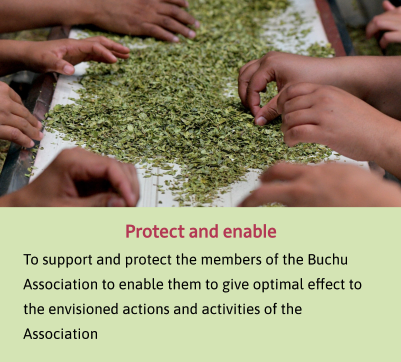 Protect and enable
To support and protect the members of the Buchu
Association to enable them to give optimal effect to
the envisioned actions and activities of the
Association